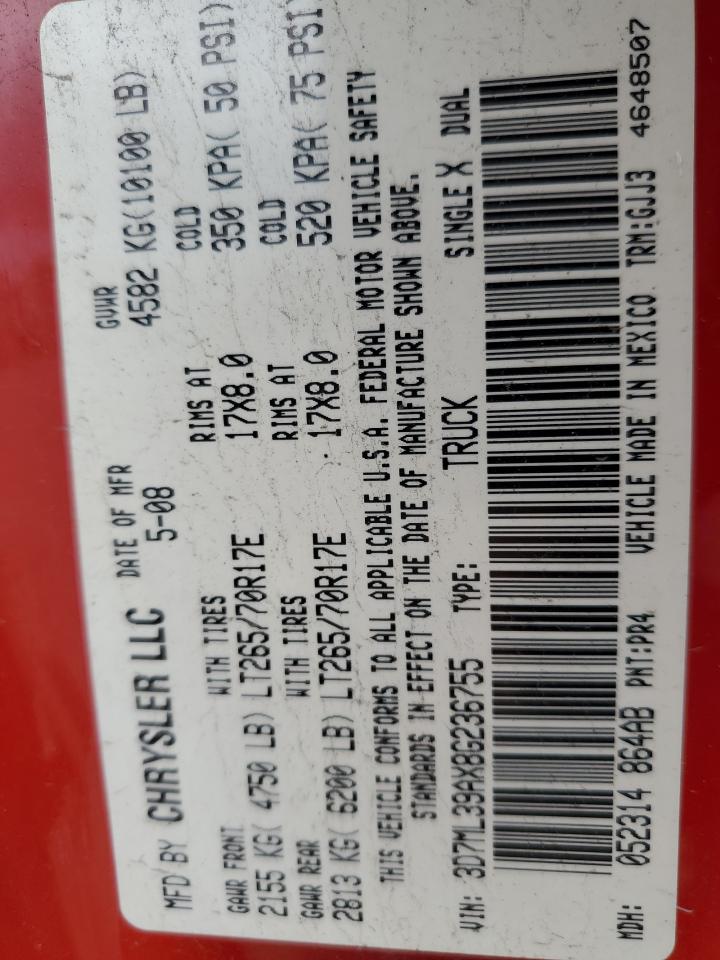 MFD BY CHRYSLER LLC DATE OF MFR GVWR
5-08 4582 KG(10100 LB)
GAWR FRONT WITH TIRES RIMS AT COLD
2155 KG( 4750 LB) LT265/70R17E 17X8.0 350 KPA( 50 PSI)
GAWR REAR WITH TIRES RIMS AT COLD
2813 KG( 6200 LB) LT265/70R17E 17X8.0 520 KPA( 75 PSI)
THIS VEHICLE CONFORMS TO ALL APPLICABLE U.S.A. FEDERAL MOTOR VEHICLE SAFETY
STANDARDS IN EFFECT ON THE DATE OF MANUFACTURE SHOWN ABOVE.
VIN: 3D7ML39AX8G236755 TYPE: TRUCK SINGLE X DUAL
MDH: 052314 864AB PNT:PR4 VEHICLE MADE IN MEXICO TRM:GJJ3 4648507